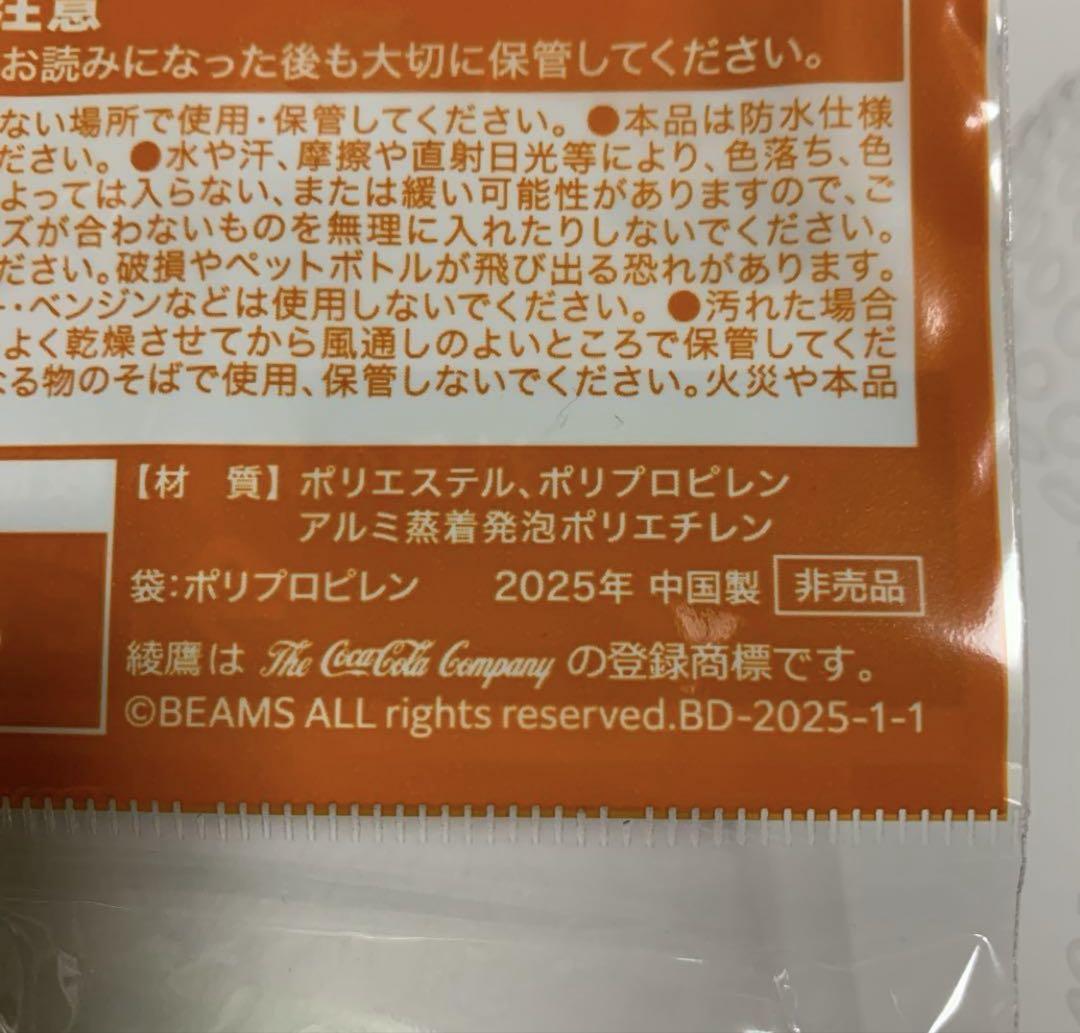 注意
お読みになった後も大切に保管してください。
ない場所で使用・保管してください。●本品は防水仕様
ださい。●水や汗、摩擦や直射日光等により、色落ち、色
よっては入らない、または緩い可能性がありますので、ご
ズが合わないものを無理に入れたりしないでください。
ださい。破損やペットボトルが飛び出る恐れがあります。
ー・ベンジンなどは使用しないでください。●汚れた場合
よく乾燥させてから風通しのよいところで保管してくだ
なる物のそばで使用、保管しないでください。火災や本品
【材 質】ポリエステル、ポリプロピレン
アルミ蒸着発泡ポリエチレン
袋:ポリプロピレン 2025年 中国製 非売品
綾鷹は The Coca-Cola Company の登録商標です。
©BEAMS ALL rights reserved.BD-2025-1-1